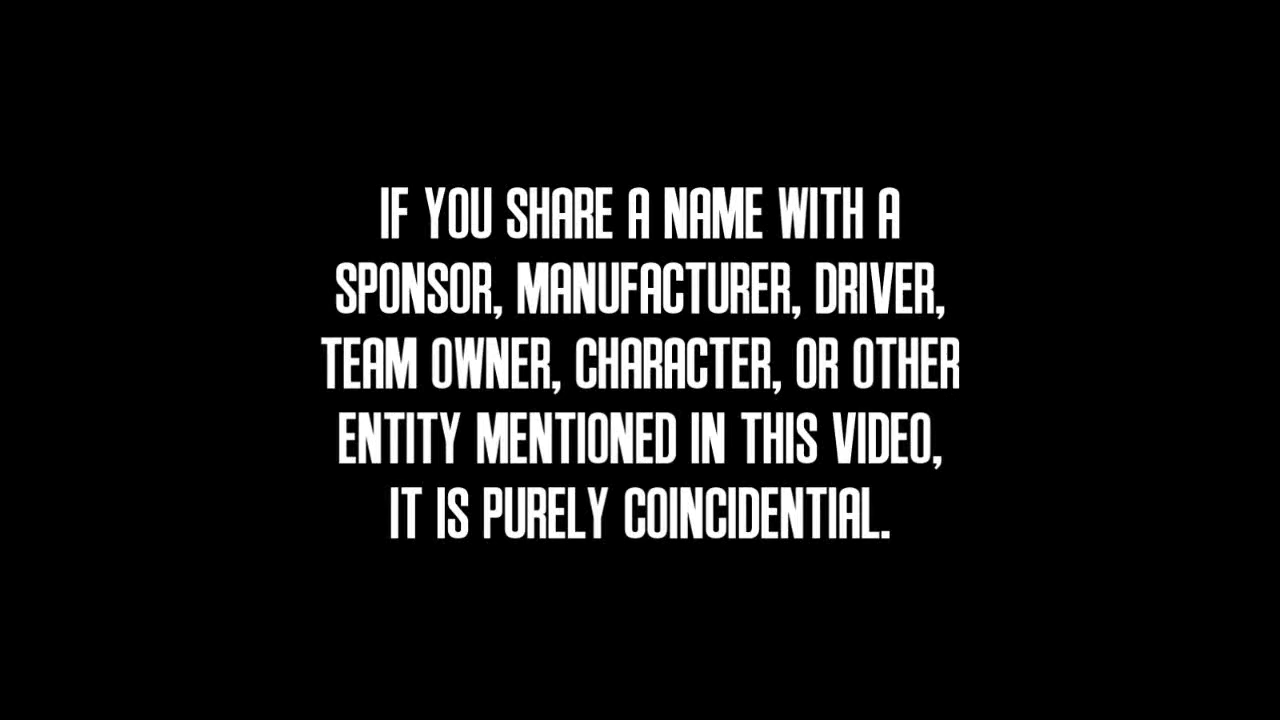 IF YOU SHARE A NAME WITH A
SPONSOR, MANUFACTURER, DRIVER,
TEAM OWNER, CHARACTER, OR OTHER
ENTITY MENTIONED IN THIS VIDEO,
IT IS PURELY COINCIDENTIAL.